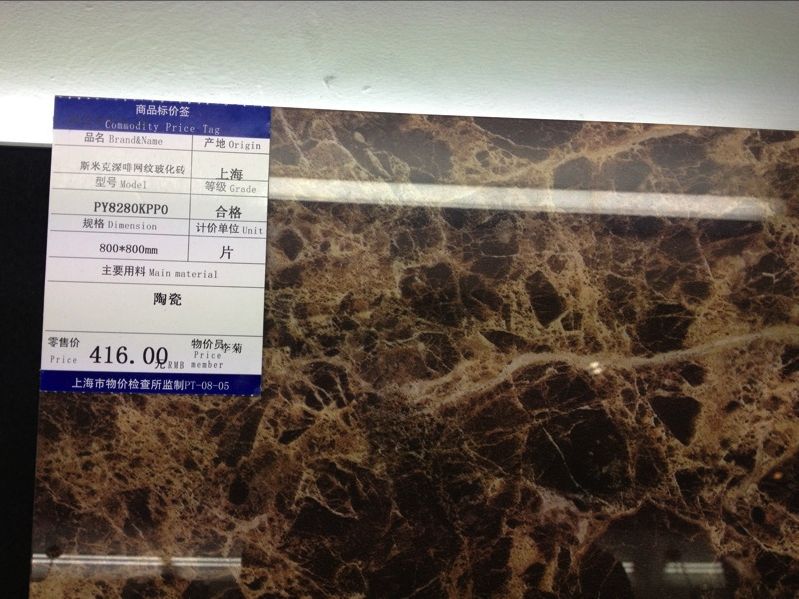 商品标价签
Commodity Price Tag
品名 Brand&Name
产地 Origin
斯米克深啡网纹玻化砖
上海
型号 Model
等级 Grade
PY8280KPP0
合格
规格 Dimension
计价单位 Unit
800*800mm
片
主要用料 Main material
陶瓷
零售价
Price
416.00
元 RMB
物价员
Price
member
李菊
上海市物价检查所监制PT-08-05